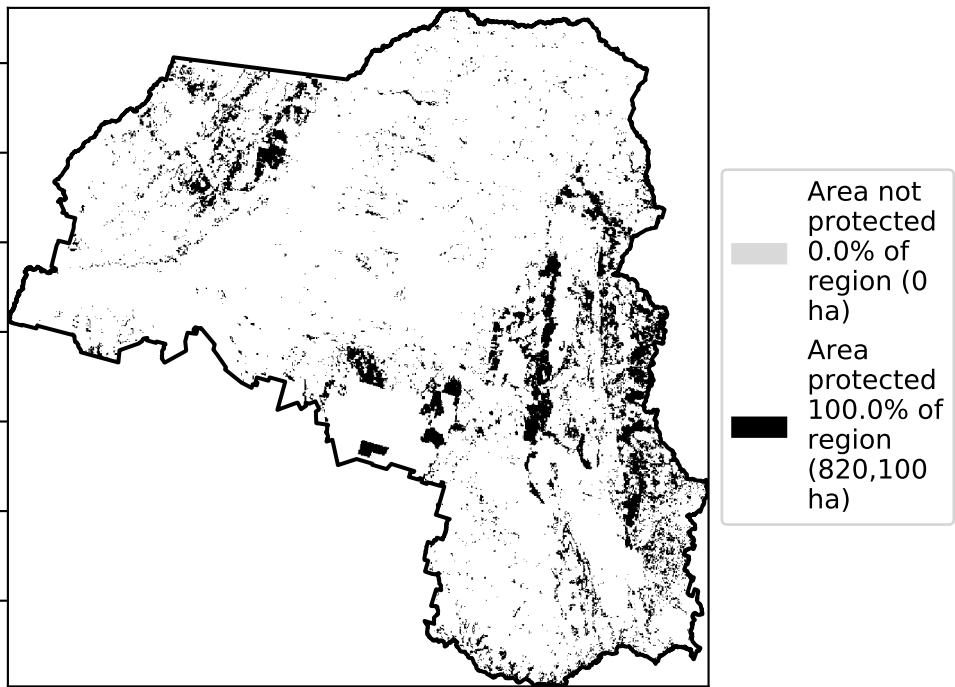 Area not
protected
0.0% of
region (0
ha)
Area
protected
100.0% of
region
(820,100
ha)